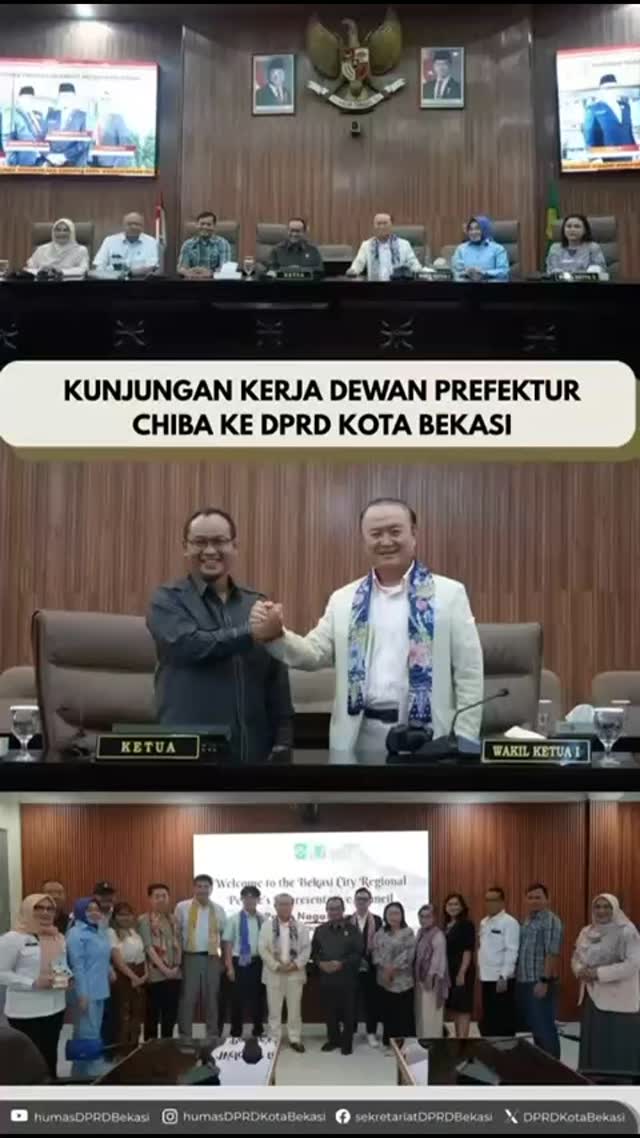 KETUA
KUNJUNGAN KERJA DEWAN PREFEKTUR
CHIBA KE DPRD KOTA BEKASI
KETUA
WAKIL KETUA I
Welcome to the Bekasi City Regional
humasDPRDBekasi
humasDPRDKotaBekasi
sekretariatDPRDBekasi
DPRDKotaBekasi